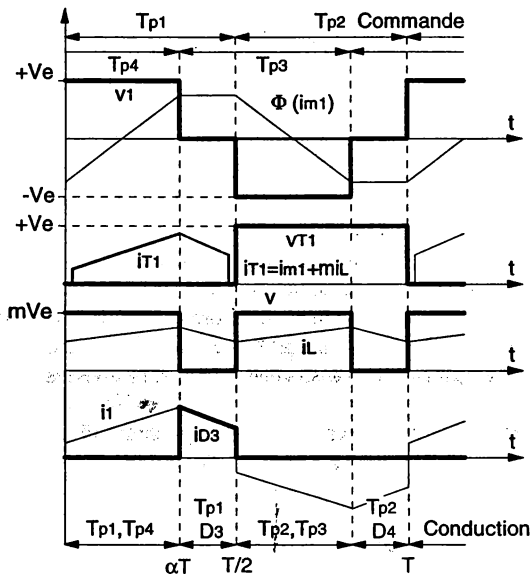 Tp1 Tp2 Commande
Tp4 Tp3
+Ve
v1 Φ (im1)
t
-Ve
+Ve
vT1
iT1 iT1=im1+miL
t
v
mVe
iL
t
i1
iD3
t
Tp1 Tp2
Tp1,Tp4 D3 Tp2,Tp3 D4 Conduction
αT T/2 T